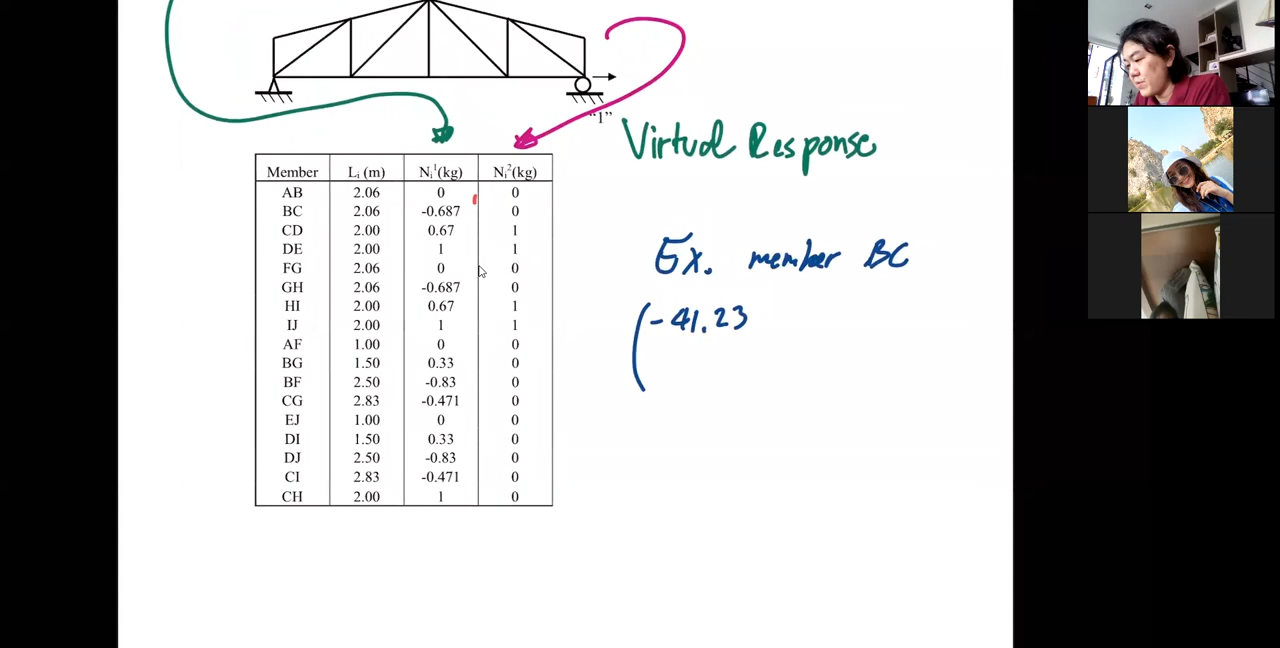 “1”
Virtual Response
Member Lᵢ (m) Nᵢ¹(kg) Nᵢ²(kg)
AB 2.06 0 0
BC 2.06 -0.687 0
CD 2.00 0.67 1
DE 2.00 1 1
FG 2.06 0 0
GH 2.06 -0.687 0
HI 2.00 0.67 1
IJ 2.00 1 1
AF 1.00 0 0
BG 1.50 0.33 0
BF 2.50 -0.83 0
CG 2.83 -0.471 0
EJ 1.00 0 0
DI 1.50 0.33 0
DJ 2.50 -0.83 0
CI 2.83 -0.471 0
CH 2.00 1 0
Ex. member BC
(-41.23